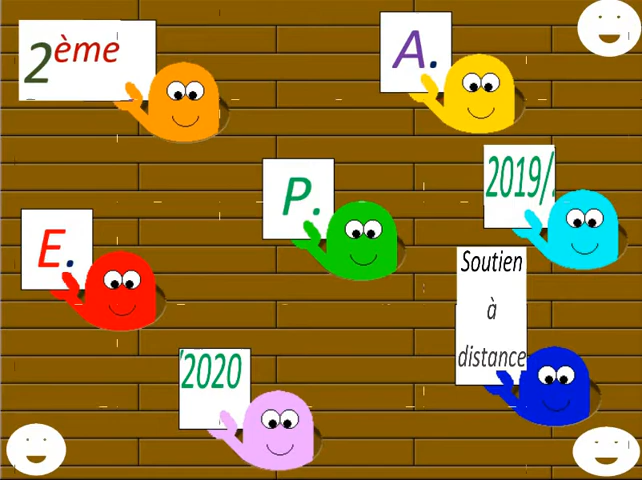 2ème
A.
P.
E.
2019/
/2020
Soutien
à
distance